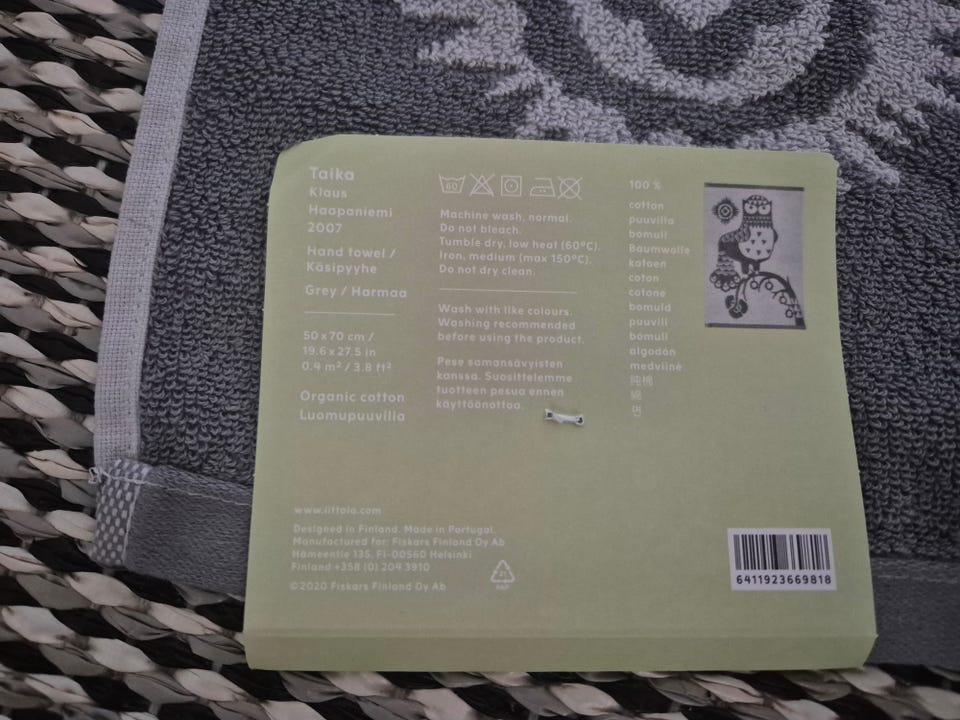 Taika
Klaus
Haapaniemi
2007
Hand towel /
Käsipyyhe
Grey / Harmaa
50 x 70 cm /
19.6 x 27.5 in
0.4 m² / 3.8 ft²
Organic cotton
Luomupuuvilla
60
Machine wash, normal.
Do not bleach.
Tumble dry, low heat (60°C).
Iron, medium (max 150°C).
Do not dry clean.
Wash with like colours.
Washing recommended
before using the product.
Pese samansävyisten
kanssa. Suosittelemme
tuotteen pesua ennen
käyttöönottoa.
100 %
cotton
puuvilla
bomull
Baumwolle
katoen
coton
cotone
bomuld
puuvill
bómull
algodón
medvilnė
純棉
綿
면
www.iittala.com
Designed in Finland. Made in Portugal.
Manufactured for: Fiskars Finland Oy Ab
Hämeentie 135, FI-00560 Helsinki
Finland +358 (0) 204 3910
©2020 Fiskars Finland Oy Ab
21
PAP
6411923669818